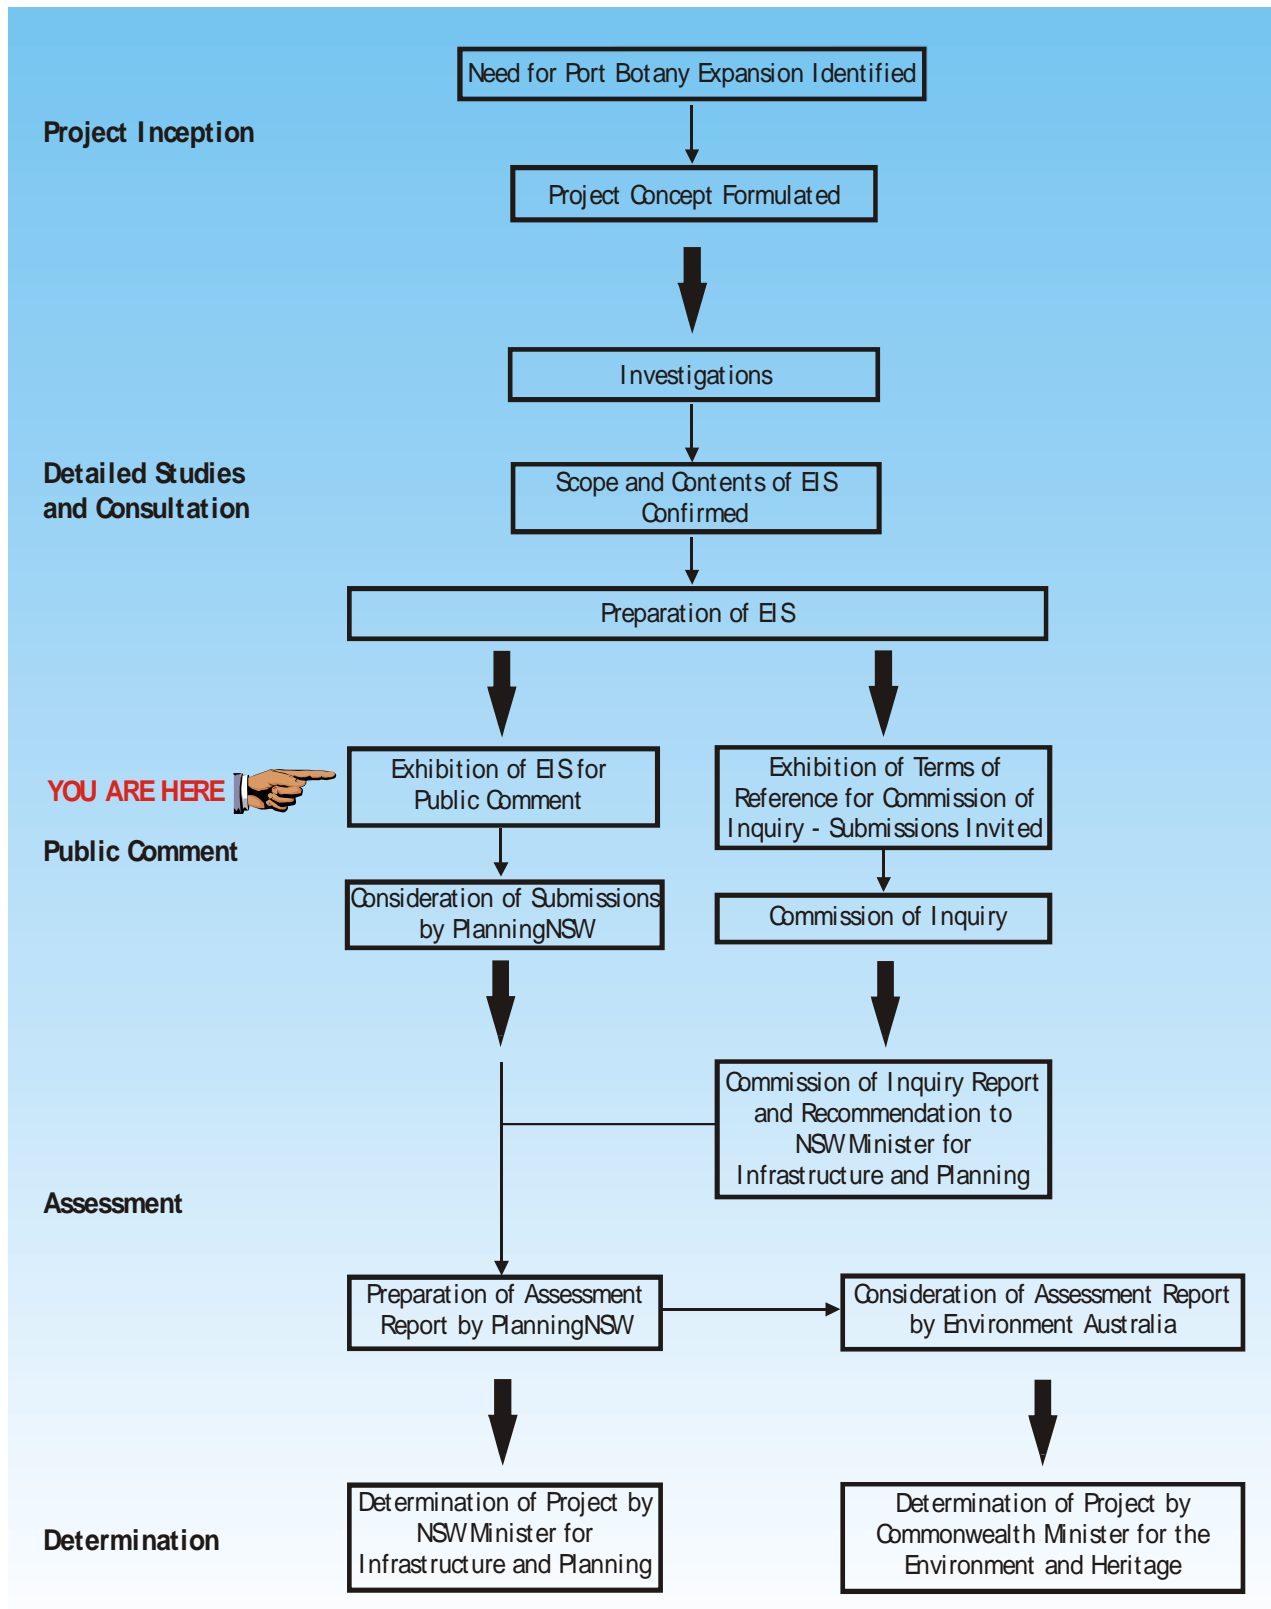 Need for Port Botany Expansion Identified
Project Inception
Project Concept Formulated
Investigations
Detailed Studies
and Consultation
Scope and Contents of EIS
Confirmed
Preparation of EIS
YOU ARE HERE
Public Comment
Exhibition of EIS for
Public Comment
Exhibition of Terms of
Reference for Commission of
Inquiry - Submissions Invited
Consideration of Submissions
by PlanningNSW
Commission of Inquiry
Commission of Inquiry Report
and Recommendation to
NSW Minister for
Infrastructure and Planning
Assessment
Preparation of Assessment
Report by PlanningNSW
Consideration of Assessment Report
by Environment Australia
Determination
Determination of Project by
NSW Minister for
Infrastructure and Planning
Determination of Project by
Commonwealth Minister for the
Environment and Heritage